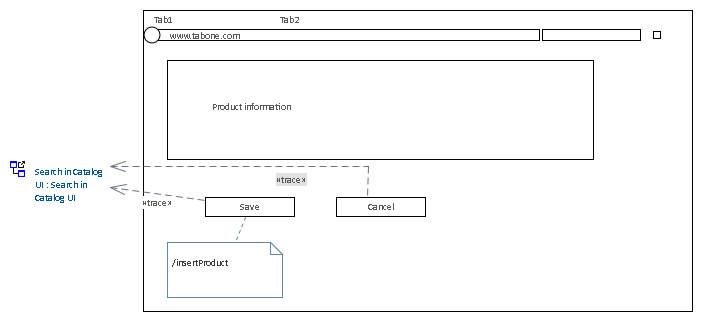 Tab1 Tab2
www.tabone.com
Product information
Search in Catalog
UI : Search in
Catalog UI
«trace»
«trace»
Save Cancel
/insertProduct